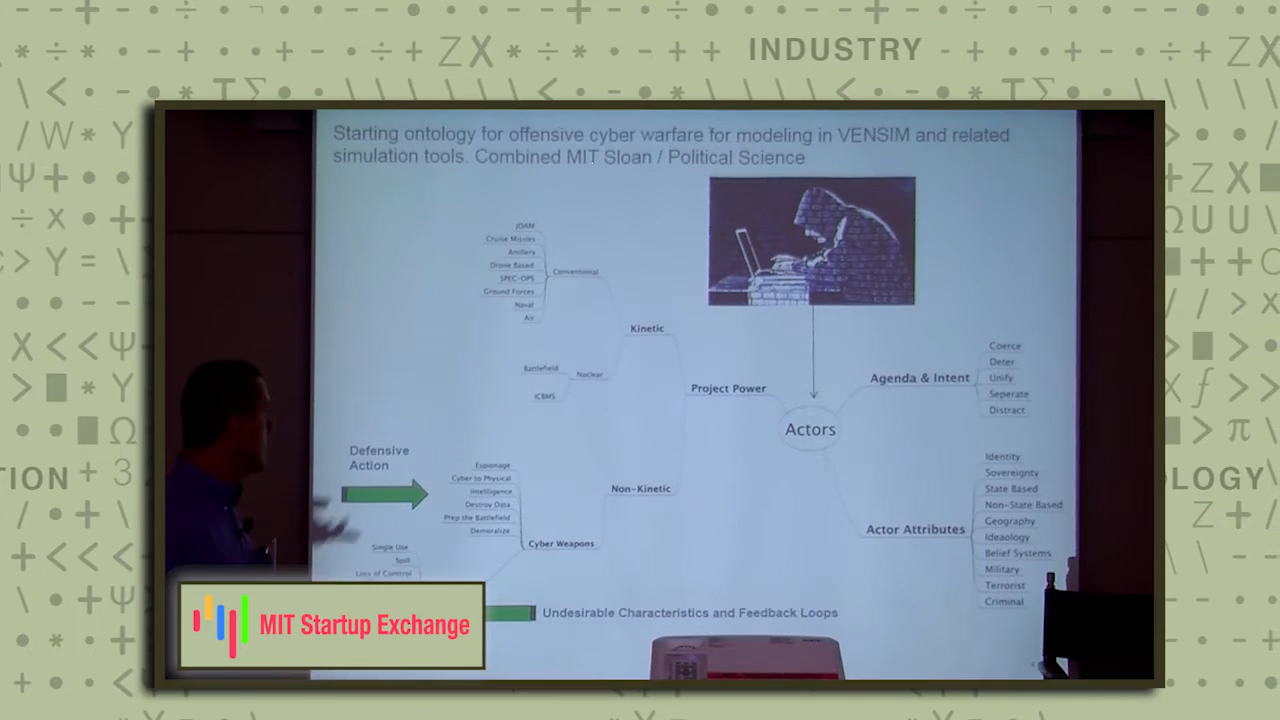 INDUSTRY
Starting ontology for offensive cyber warfare for modeling in VENSIM and related
simulation tools. Combined MIT Sloan / Political Science
JDAM
Cruise Missiles
Artillery
Drone Based
SPEC-OPS
Ground Forces
Naval
Air
Conventional
Kinetic
Battlefield
Nuclear
ICBMS
Project Power
Actors
Agenda & Intent
Coerce
Deter
Unify
Seperate
Distract
Defensive
Action
Espionage
Cyber to Physical
Intelligence
Destroy Data
Prep the Battlefield
Demoralize
Non-Kinetic
Cyber Weapons
Actor Attributes
Identity
Sovereignty
State Based
Non-State Based
Geography
Ideaology
Belief Systems
Military
Terrorist
Criminal
Single Use
Spill
Loss of Control
Undesirable Characteristics and Feedback Loops
MIT Startup Exchange
TION
OLOGY